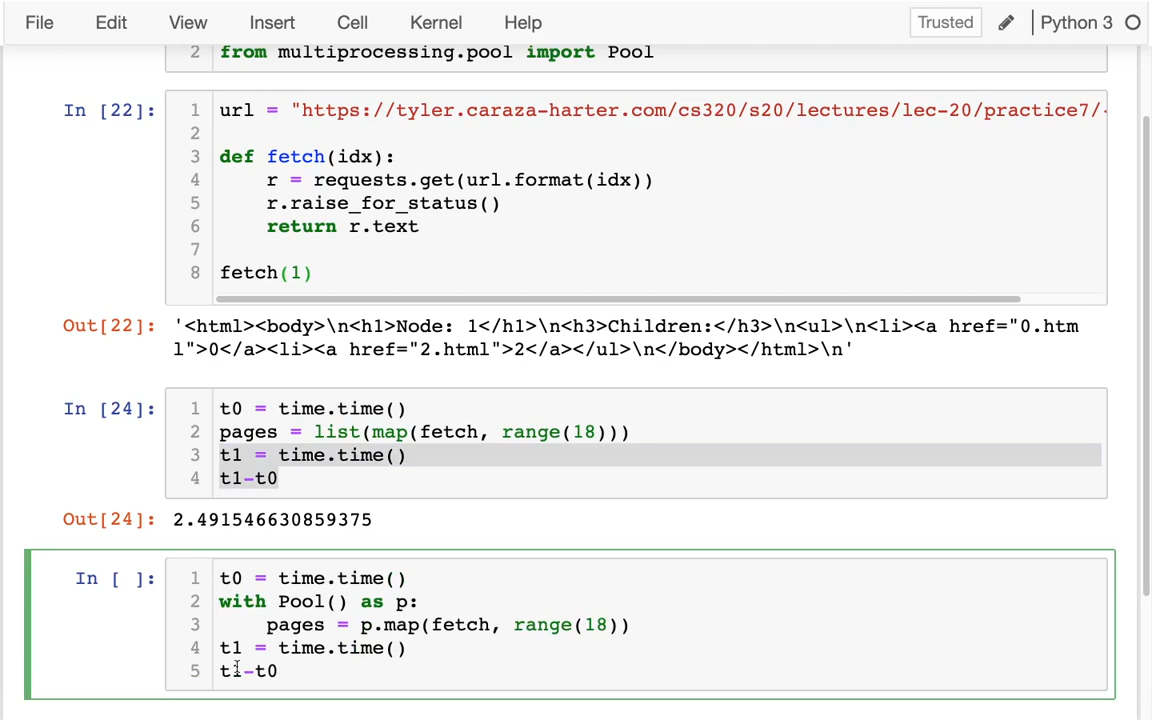 File Edit View Insert Cell Kernel Help Trusted Python 3
2 from multiprocessing.pool import Pool
In [22]: 1 url = "https://tyler.caraza-harter.com/cs320/s20/lectures/lec-20/practice7/
2
3 def fetch(idx):
4     r = requests.get(url.format(idx))
5     r.raise_for_status()
6     return r.text
7
8 fetch(1)
Out[22]: '<html><body>\n<h1>Node: 1</h1>\n<h3>Children:</h3>\n<ul>\n<li><a href="0.htm
l">0</a><li><a href="2.html">2</a></ul>\n</body></html>\n'
In [24]: 1 t0 = time.time()
2 pages = list(map(fetch, range(18)))
3 t1 = time.time()
4 t1-t0
Out[24]: 2.491546630859375
In [ ]: 1 t0 = time.time()
2 with Pool() as p:
3     pages = p.map(fetch, range(18))
4 t1 = time.time()
5 t1-t0